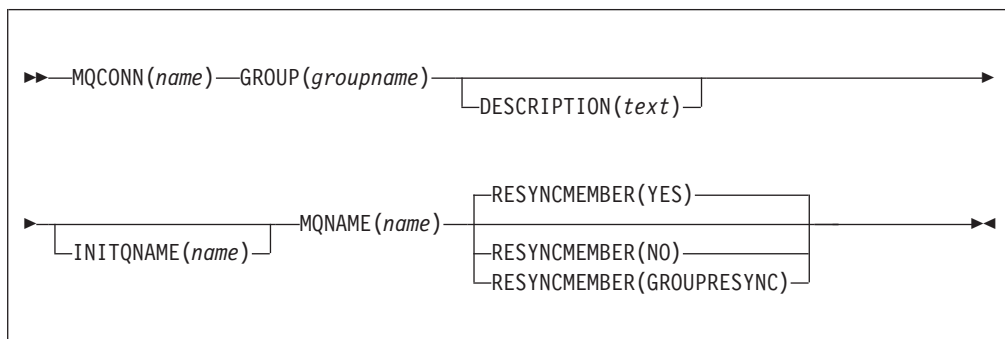 MQCONN(name) GROUP(groupname)
DESCRIPTION(text)
RESYNCMEMBER(YES)
INITQNAME(name)
MQNAME(name)
RESYNCMEMBER(NO)
RESYNCMEMBER(GROUPRESYNC)